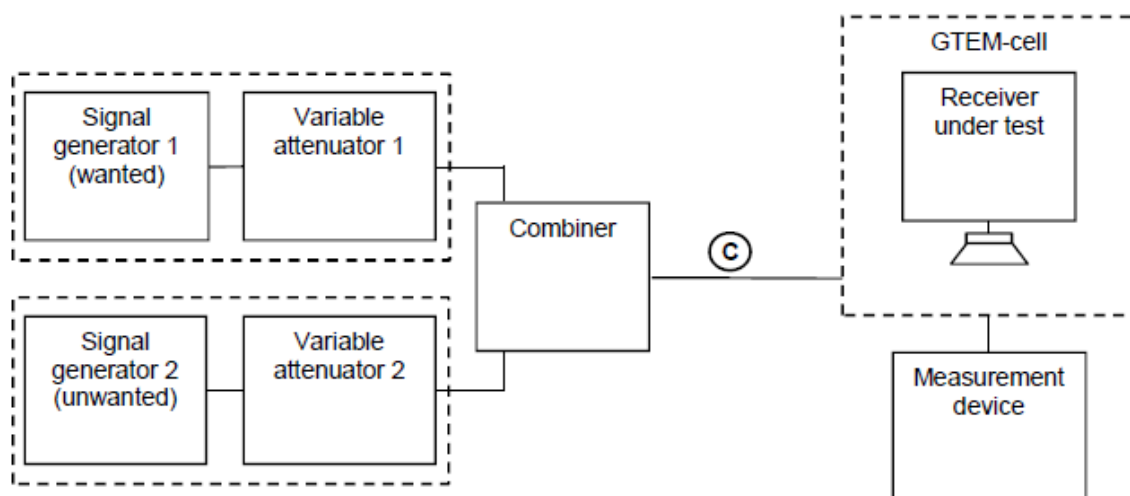 GTEM-cell
Signal
generator 1
(wanted)
Variable
attenuator 1
Receiver
under test
Combiner
C
Signal
generator 2
(unwanted)
Variable
attenuator 2
Measurement
device